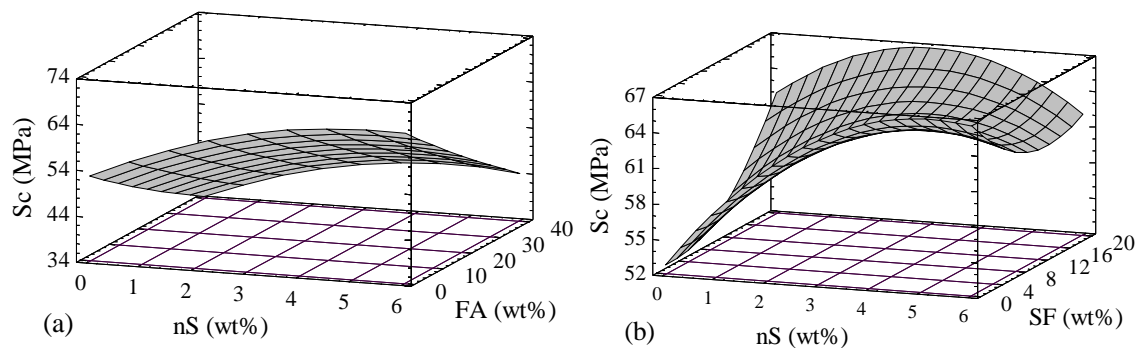 74
64
54
44
34
Sc (MPa)
0 1 2 3 4 5 6
nS (wt%)
0 10 20 30 40
FA (wt%)
(a)
67
64
61
58
55
52
Sc (MPa)
0 1 2 3 4 5 6
nS (wt%)
0 4 8 12 16 20
SF (wt%)
(b)